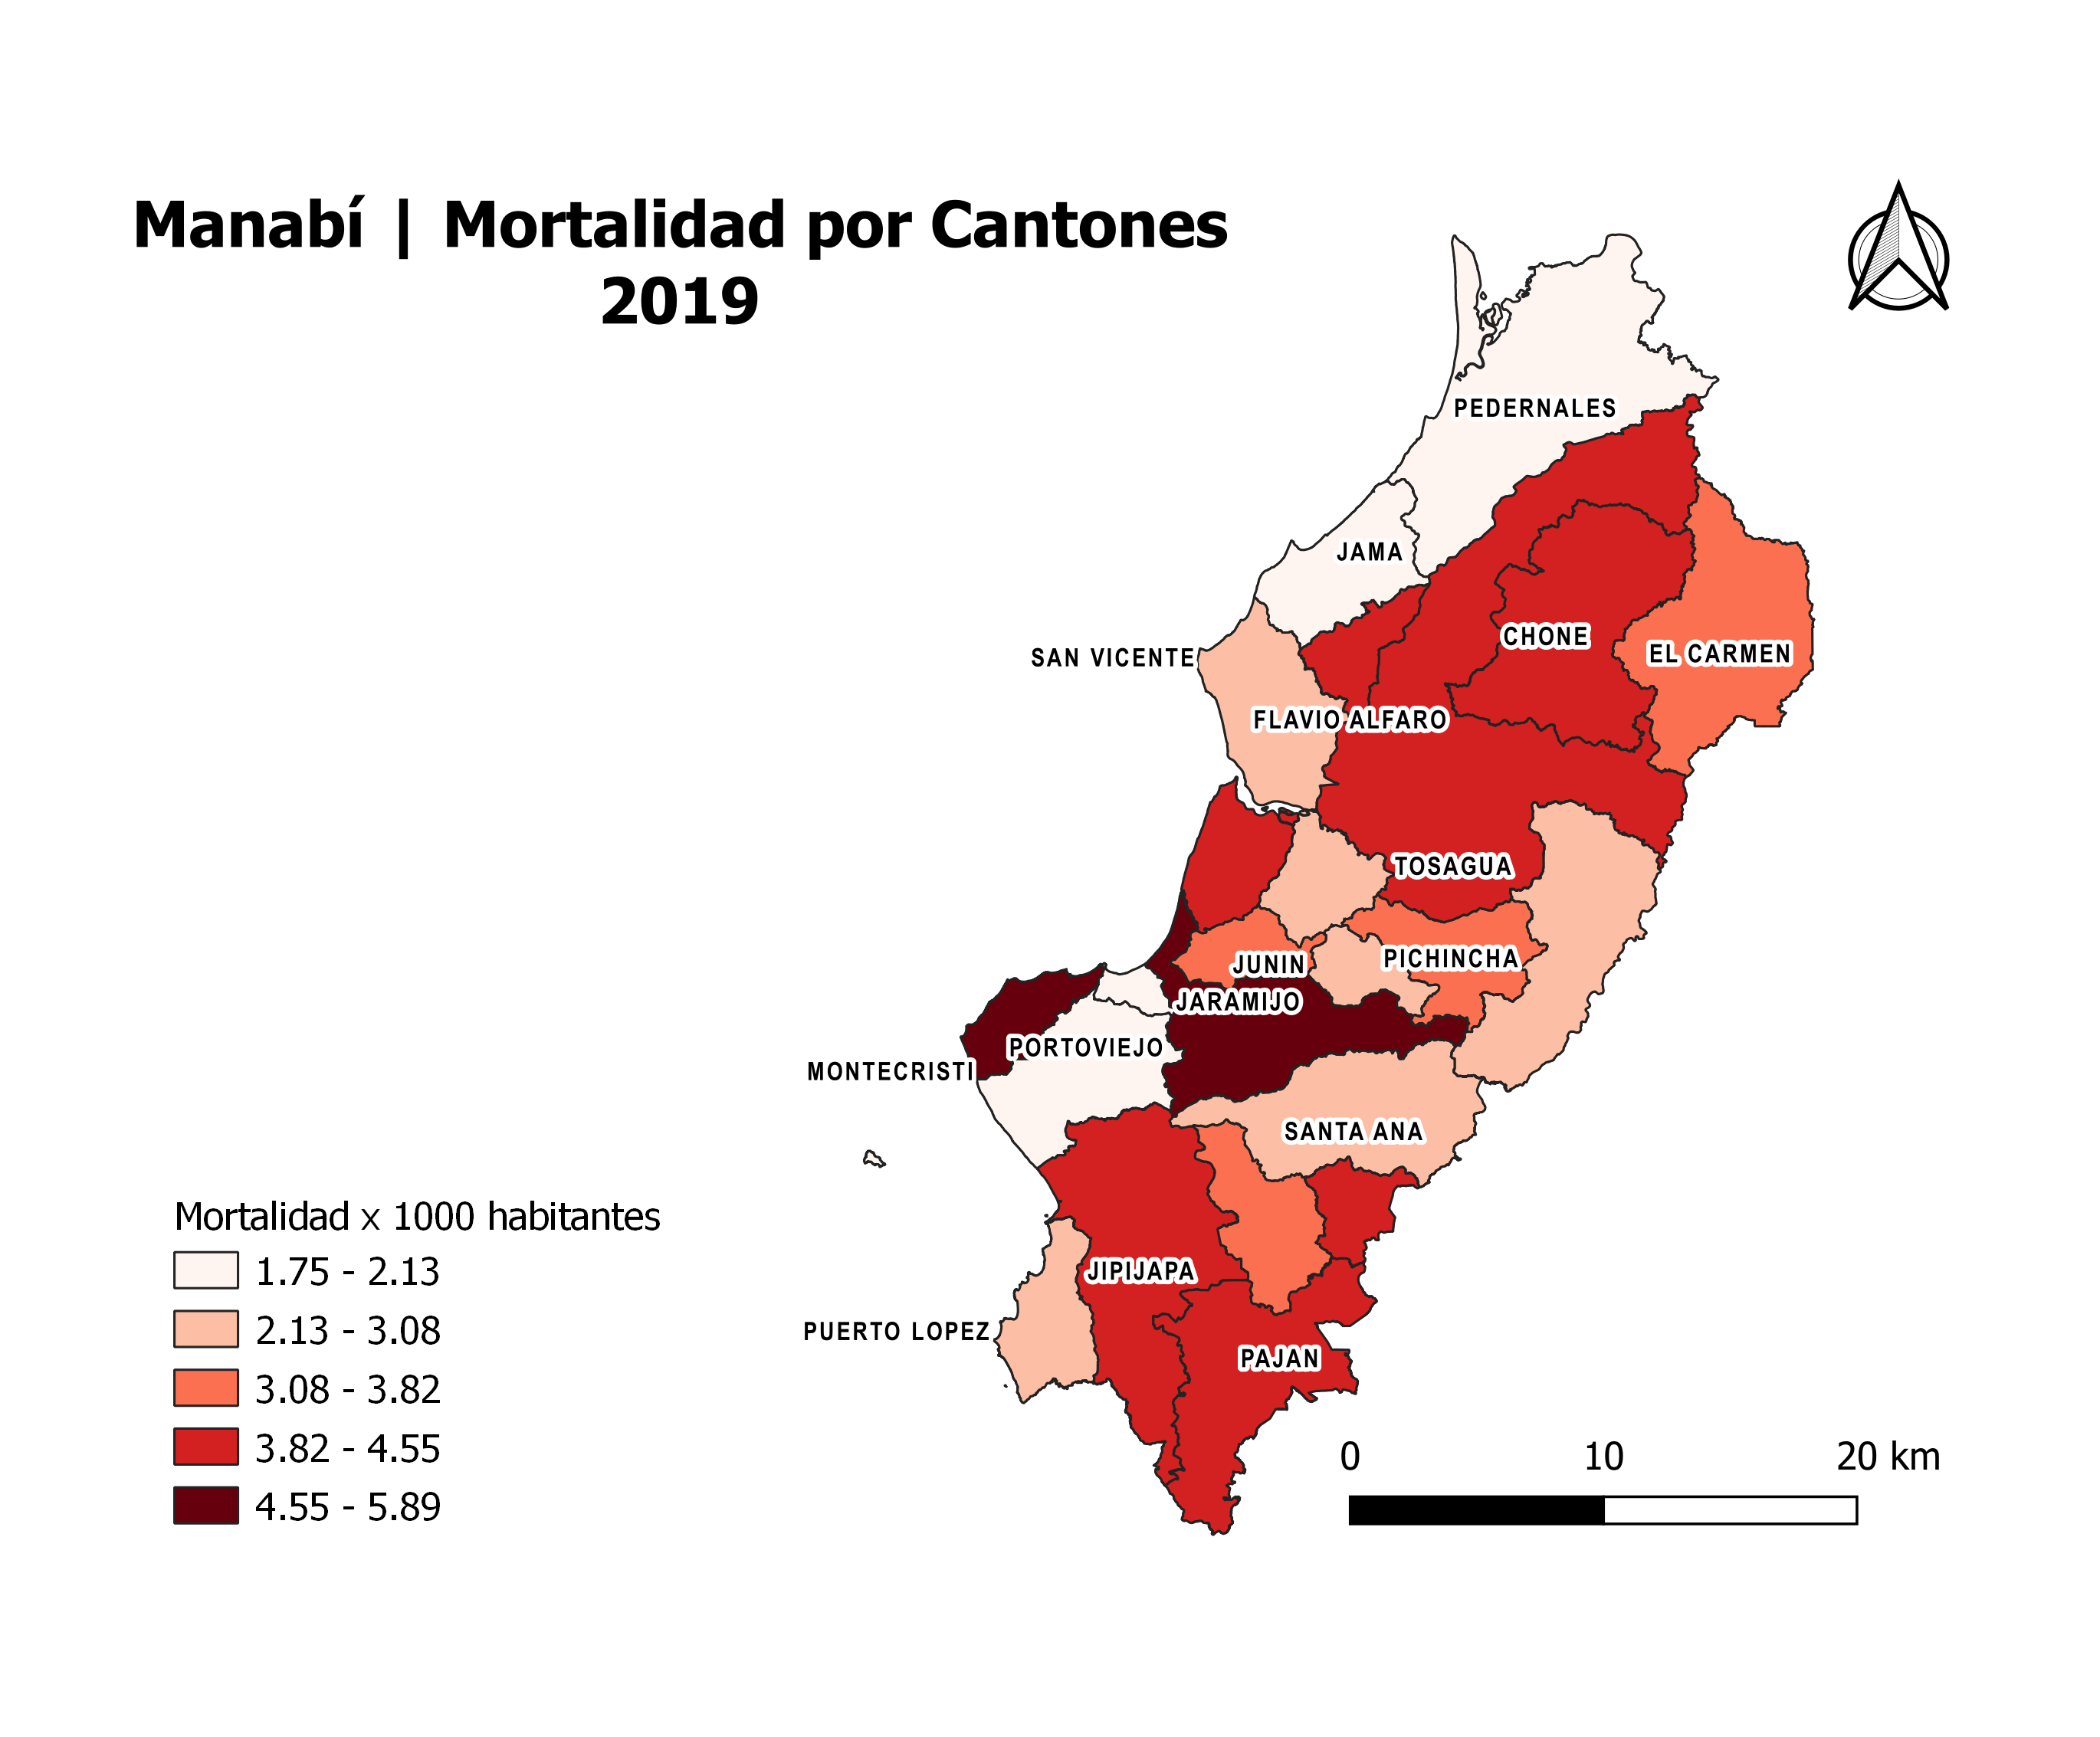 Manabí | Mortalidad por Cantones
2019
PEDERNALES
JAMA
CHONE
EL CARMEN
SAN VICENTE
FLAVIO ALFARO
TOSAGUA
PICHINCHA
JUNIN
JARAMIJO
PORTOVIEJO
MONTECRISTI
SANTA ANA
JIPIJAPA
PUERTO LOPEZ
PAJAN
Mortalidad x 1000 habitantes
1.75 - 2.13
2.13 - 3.08
3.08 - 3.82
3.82 - 4.55
4.55 - 5.89
0 10 20 km